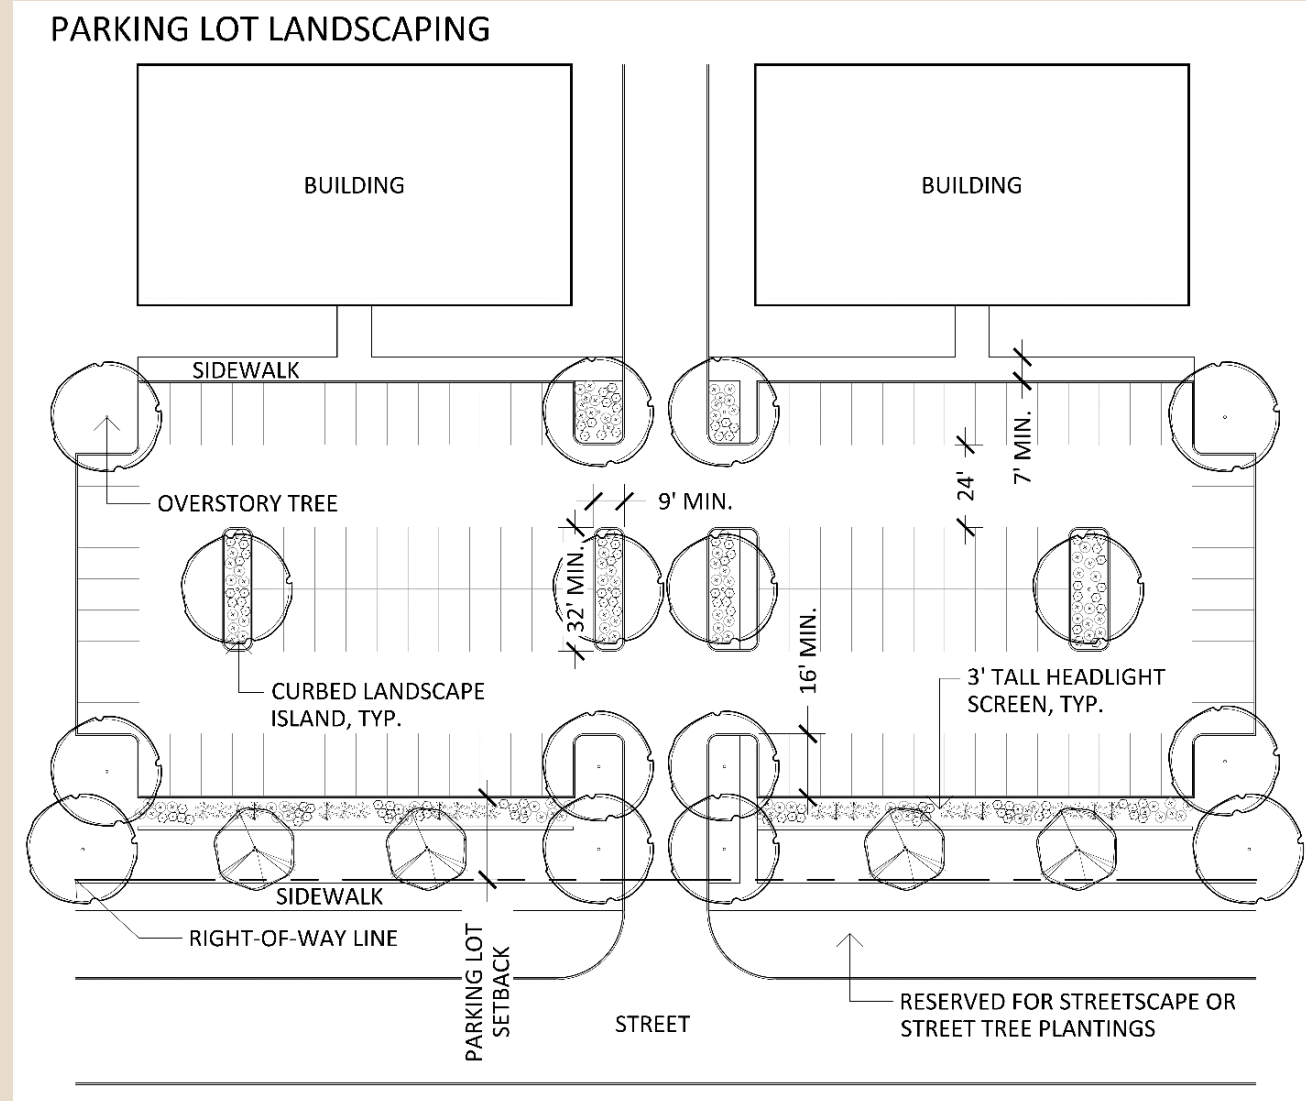 PARKING LOT LANDSCAPING
BUILDING
BUILDING
SIDEWALK
7' MIN.
24'
OVERSTORY TREE
9' MIN.
32' MIN.
16' MIN.
CURBED LANDSCAPE
ISLAND, TYP.
3' TALL HEADLIGHT
SCREEN, TYP.
SIDEWALK
RIGHT-OF-WAY LINE
PARKING LOT
SETBACK
STREET
RESERVED FOR STREETSCAPE OR
STREET TREE PLANTINGS